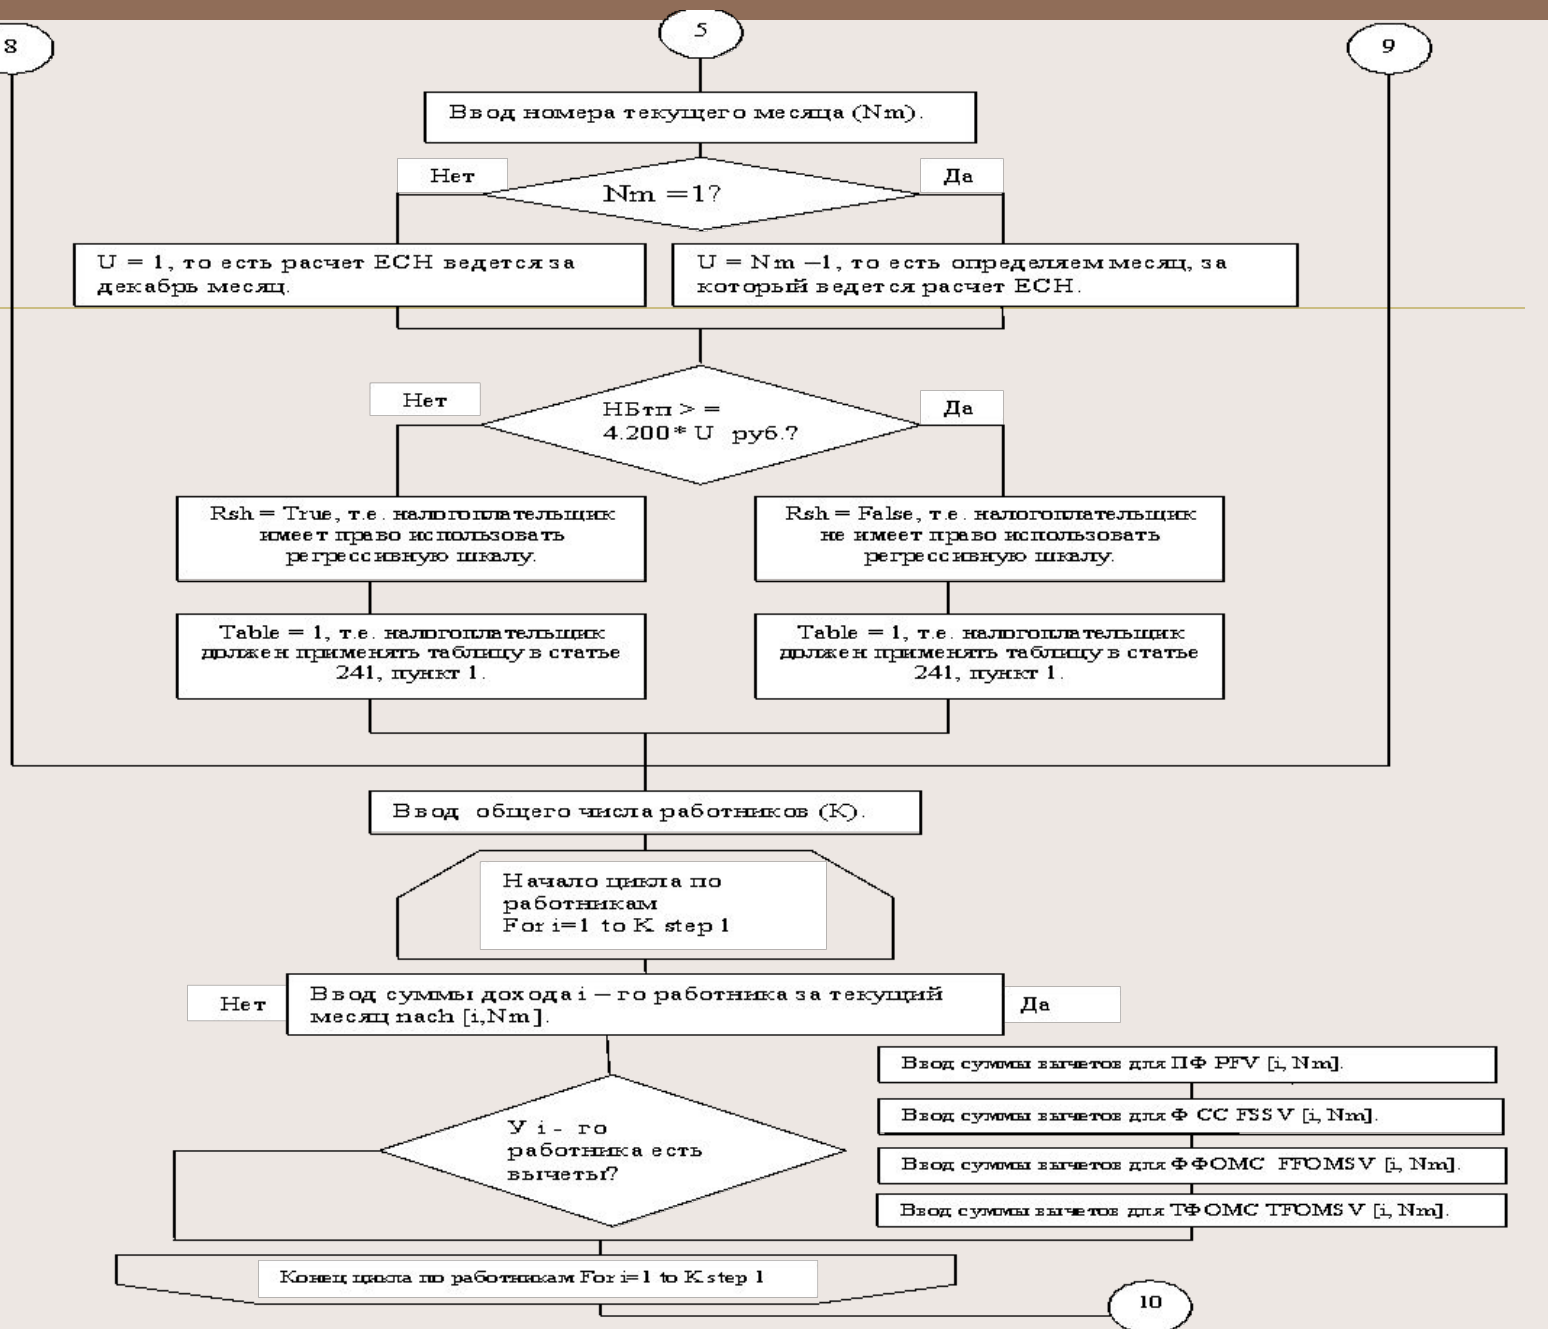 8
5
9
Ввод номера текущего месяца (Nm).
Нет
Да
Nm =1?
U = 1, то есть расчет ЕСН ведется за
декабрь месяц.
U = Nm –1, то есть определяем месяц, за
который ведется расчет ЕСН.
Нет
Да
НБтп > =
4.200* U руб.?
Rsh = True, т.е. налогоплательщик
имеет право использовать
регрессивную шкалу.
Rsh = False, т.е. налогоплательщик
не имеет право использовать
регрессивную шкалу.
Table = 1, т.е. налогоплательщик
должен применять таблицу в статье
241, пункт 1.
Table = 1, т.е. налогоплательщик
должен применять таблицу в статье
241, пункт 1.
Ввод общего числа работников (К).
Начало цикла по
работникам
For i=1 to K step 1
Нет
Ввод суммы дохода i – го работника за текущий
месяц nach [i,Nm].
Да
Ввод суммы вычетов для ПФ PFV [i, Nm].
Ввод суммы вычетов для Ф СС FSSV [i, Nm].
У i - го
работника есть
вычеты?
Ввод суммы вычетов для ФФОМС FFOMSV [i, Nm].
Ввод суммы вычетов для ТФОМС TFOMSV [i, Nm].
Конец цикла по работникам For i=1 to K step 1
10